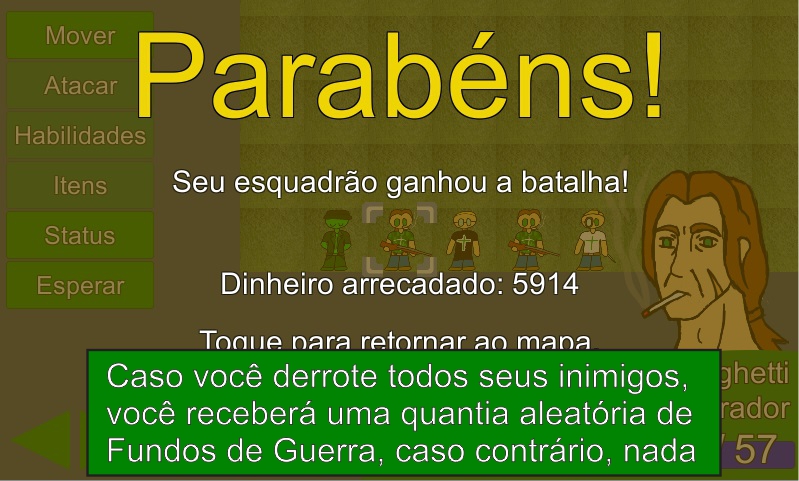 Parabéns!
Mover
Atacar
Habilidades
Itens
Status
Esperar
Seu esquadrão ganhou a batalha!
Dinheiro arrecadado: 5914
Toque para retornar ao mapa.
Caso você derrote todos seus inimigos,
você receberá uma quantia aleatória de
Fundos de Guerra, caso contrário, nada
57